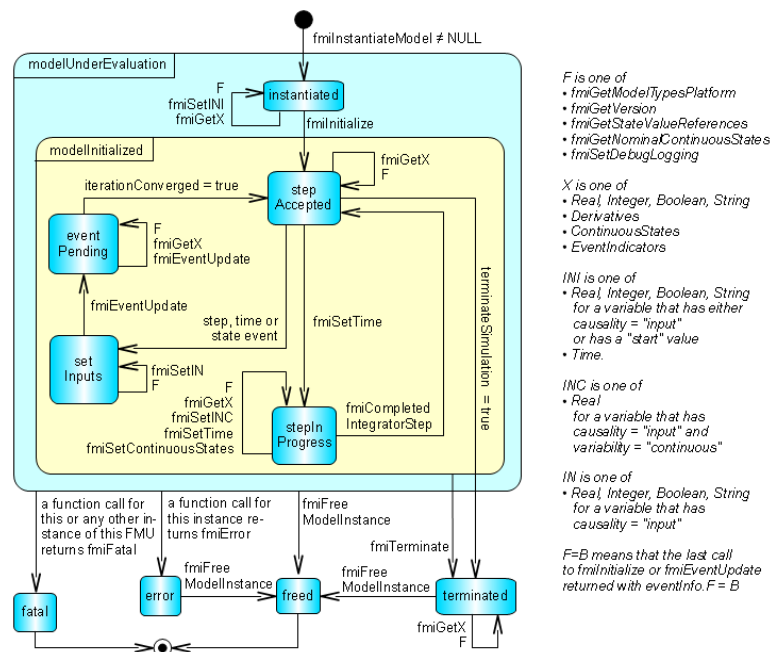 fmiInstantiateModel ≠ NULL
modelUnderEvaluation
F
fmiSetINI
fmiGetX
instantiated
fmiInitialize
modelInitialized
fmiGetX
F
step
Accepted
iterationConverged = true
event
Pending
F
fmiGetX
fmiEventUpdate
fmiEventUpdate
step, time or
state event
fmiSetTime
terminateSimulation = true
set
Inputs
fmiSetIN
F
F
fmiGetX
fmiSetINC
fmiSetTime
fmiSetContinuousStates
stepIn
Progress
fmiCompleted
IntegratorStep
a function call for
this or any other in-
stance of this FMU
returns fmiFatal
a function call for
this instance re-
turns fmiError
fmiFree
ModelInstance
fmiTerminate
fmiFree
ModelInstance
fmiFree
ModelInstance
fatal
error
freed
terminated
fmiGetX
F
F is one of
• fmiGetModelTypesPlatform
• fmiGetVersion
• fmiGetStateValueReferences
• fmiGetNominalContinuousStates
• fmiSetDebugLogging
X is one of
• Real, Integer, Boolean, String
• Derivatives
• ContinuousStates
• EventIndicators
INI is one of
• Real, Integer, Boolean, String
for a variable that has either
causality = "input"
or has a "start" value
• Time.
INC is one of
• Real
for a variable that has
causality = "input" and
variability = "continuous"
IN is one of
• Real, Integer, Boolean, String
for a variable that has
causality = "input"
F=B means that the last call
to fmiInitialize or fmiEventUpdate
returned with eventInfo.F = B